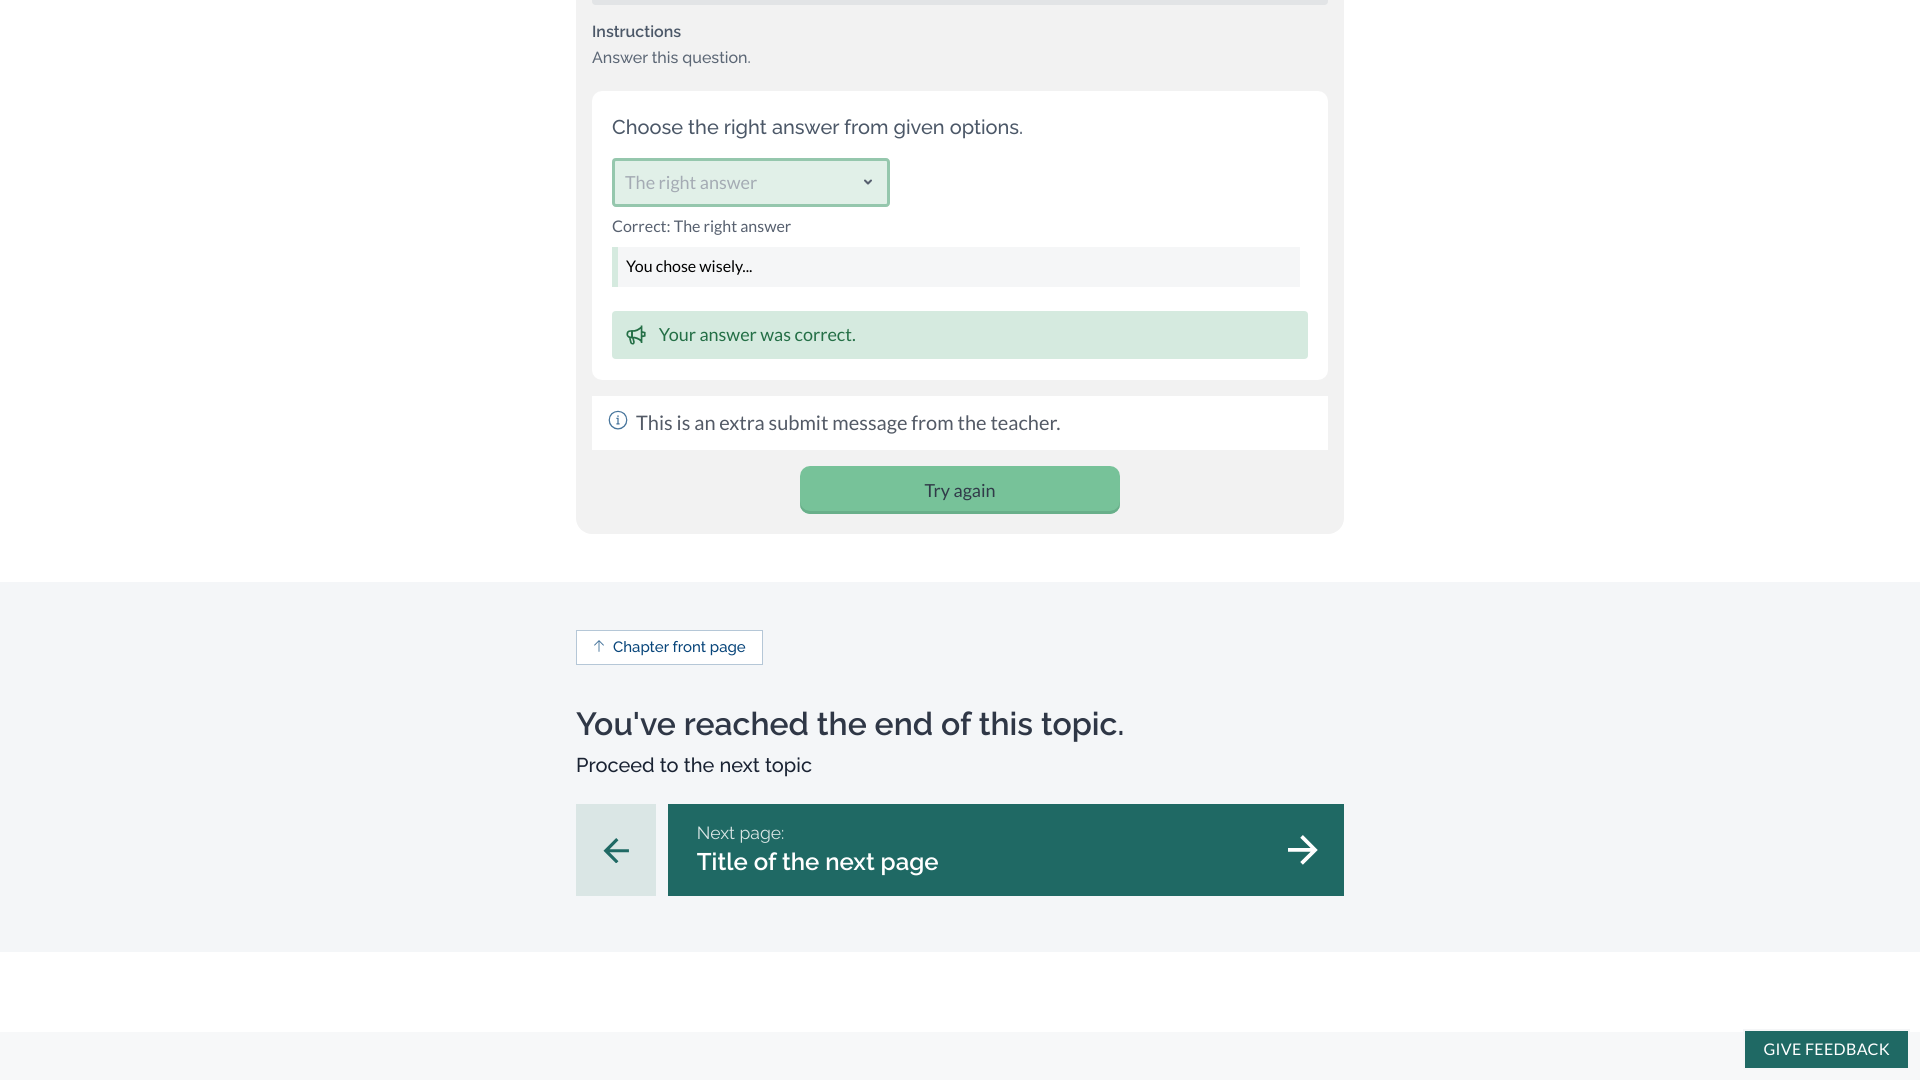 Instructions
Answer this question.
Choose the right answer from given options.
The right answer
Correct: The right answer
You chose wisely...
Your answer was correct.
This is an extra submit message from the teacher.
Try again
Chapter front page
You've reached the end of this topic.
Proceed to the next topic
Next page:
Title of the next page
GIVE FEEDBACK